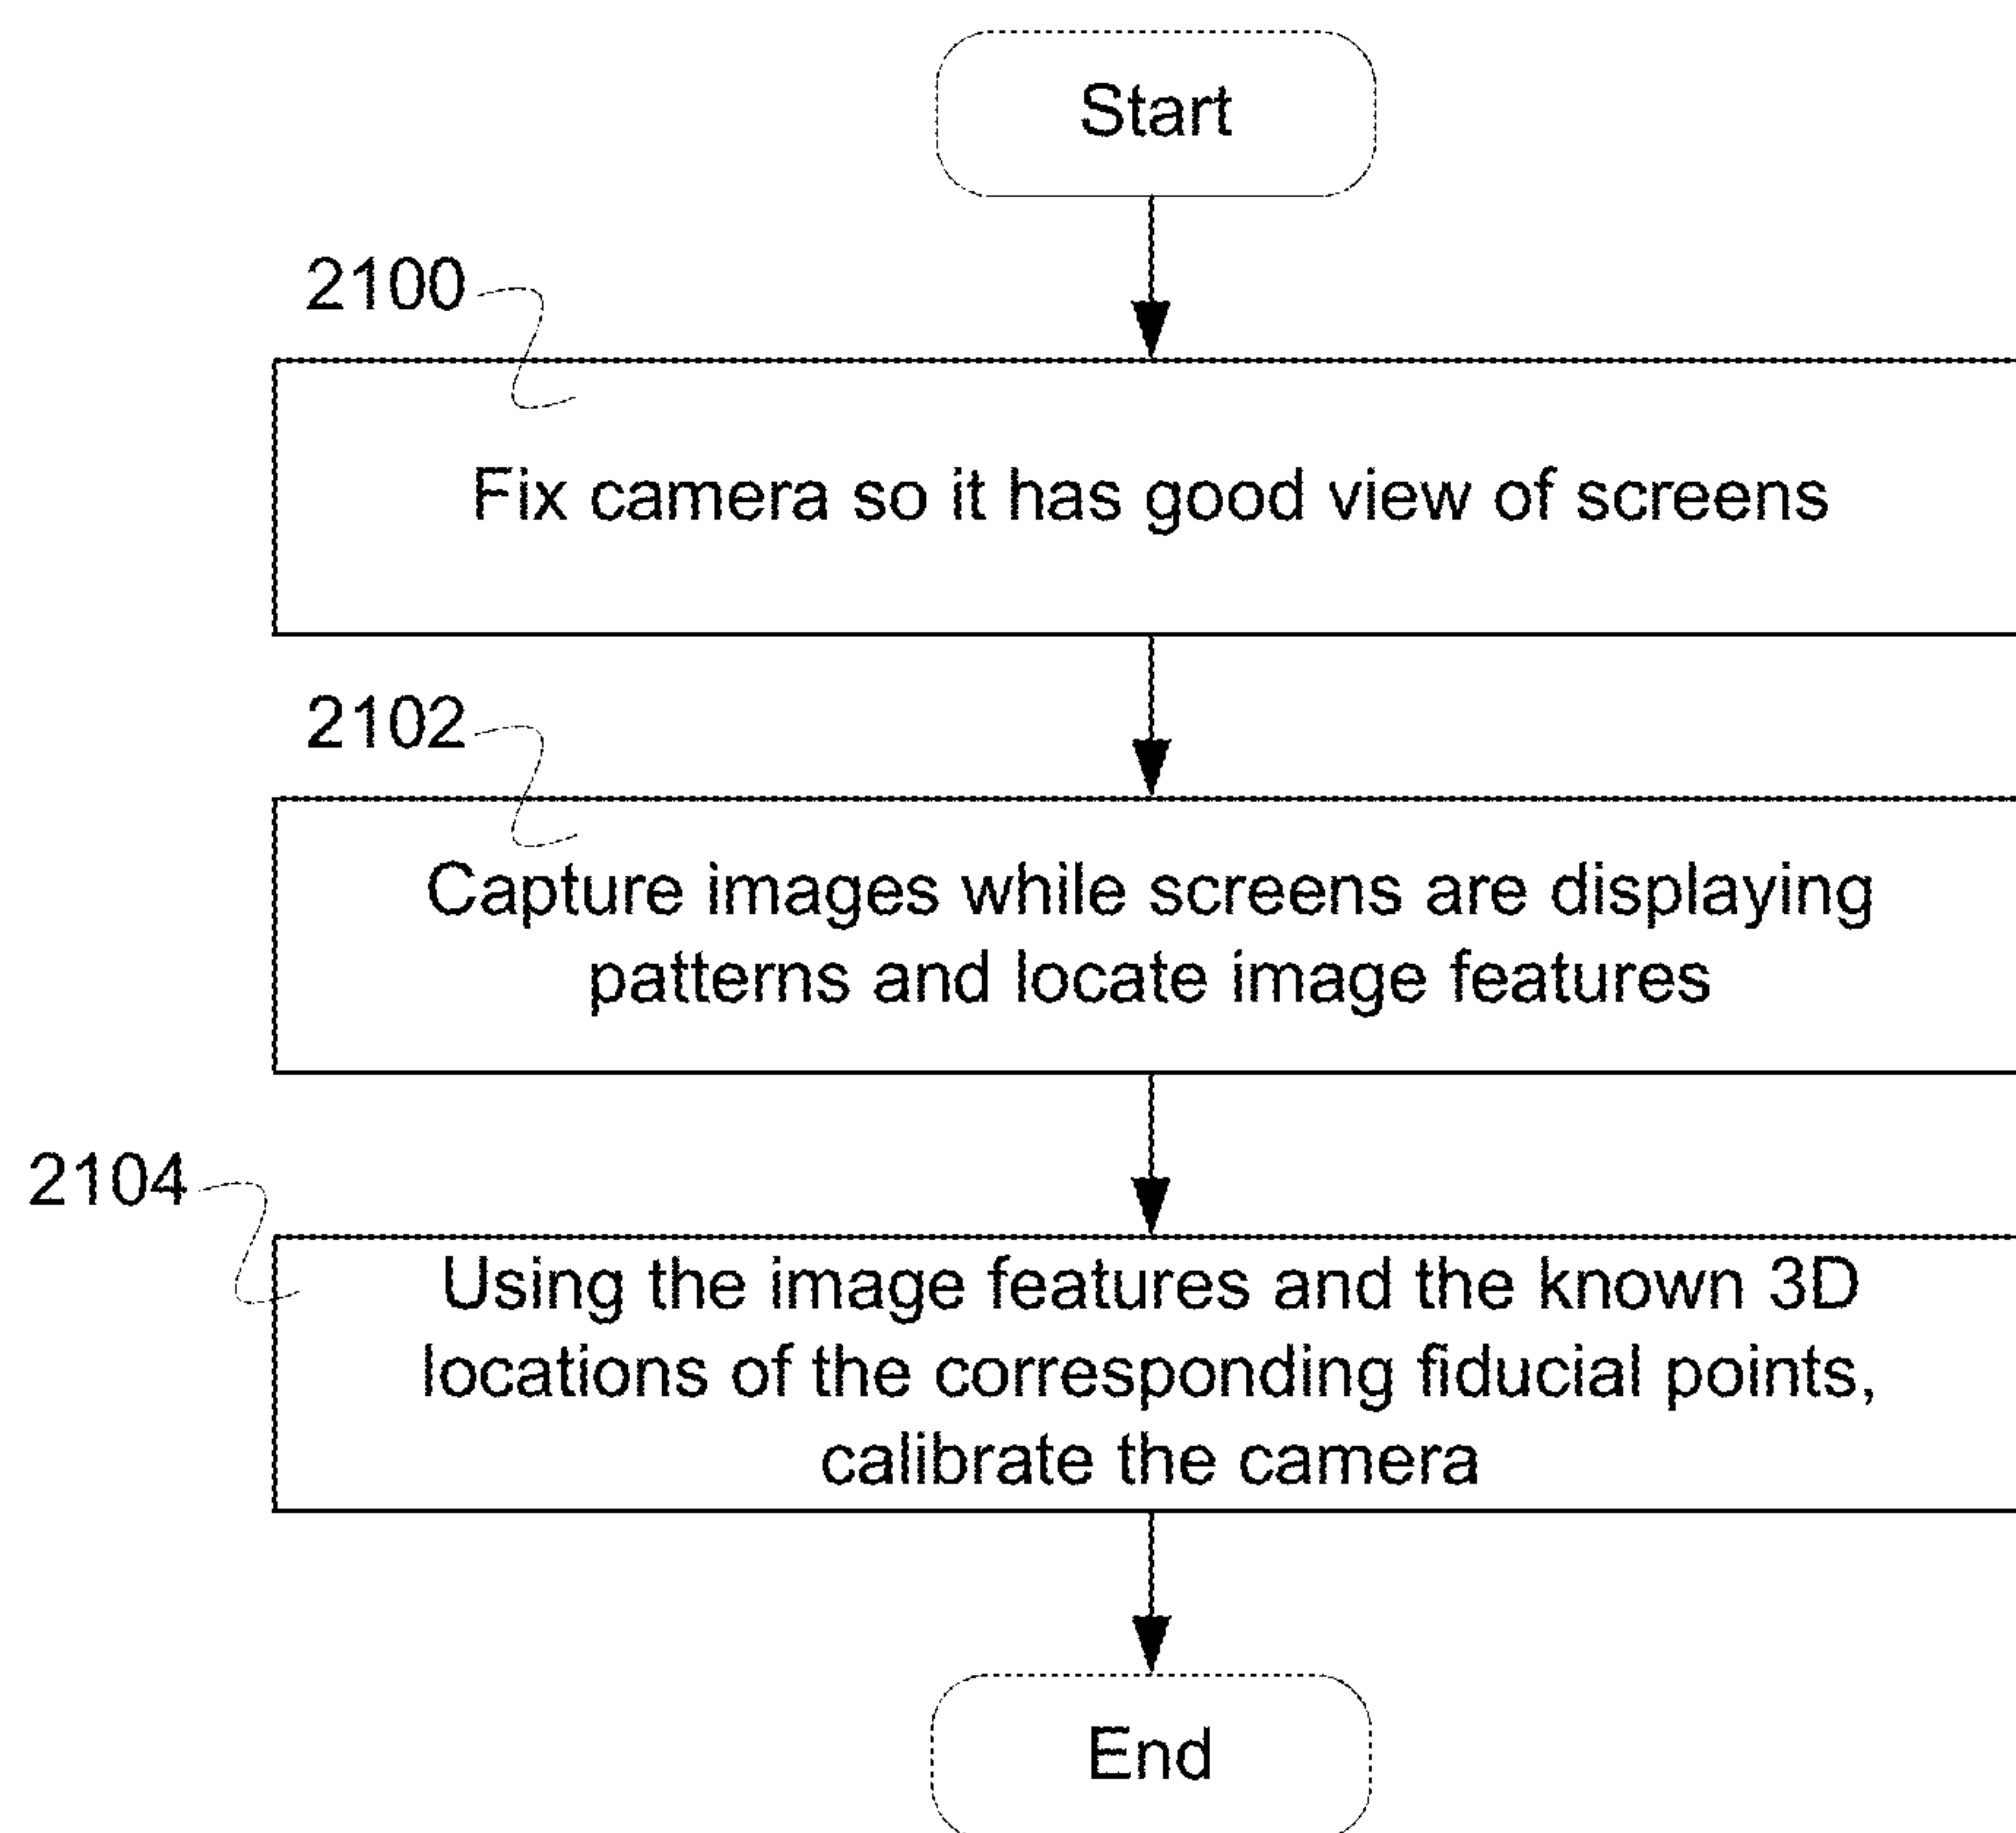 Start
2100
Fix camera so it has good view of screens
2102
Capture images while screens are displaying
patterns and locate image features
2104
Using the image features and the known 3D
locations of the corresponding fiducial points,
calibrate the camera
End